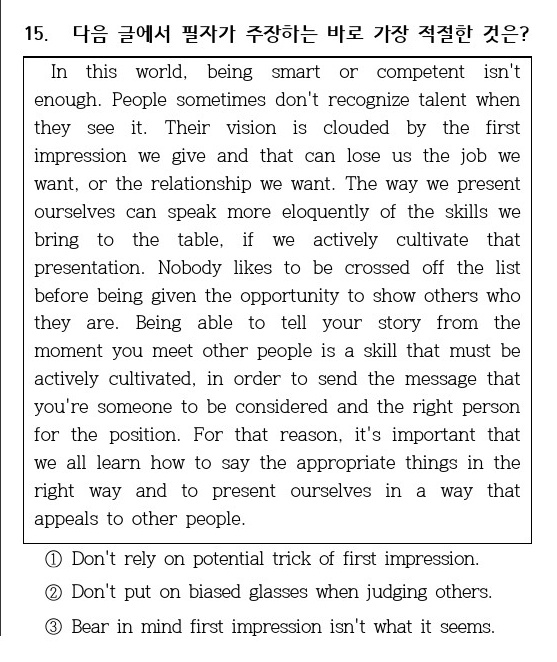 15. 다음 글에서 필자가 주장하는 바로 가장 적절한 것은?
In this world, being smart or competent isn't
enough. People sometimes don't recognize talent when
they see it. Their vision is clouded by the first
impression we give and that can lose us the job we
want, or the relationship we want. The way we present
ourselves can speak more eloquently of the skills we
bring to the table, if we actively cultivate that
presentation. Nobody likes to be crossed off the list
before being given the opportunity to show others who
they are. Being able to tell your story from the
moment you meet other people is a skill that must be
actively cultivated, in order to send the message that
you're someone to be considered and the right person
for the position. For that reason, it's important that
we all learn how to say the appropriate things in the
right way and to present ourselves in a way that
appeals to other people.
① Don't rely on potential trick of first impression.
② Don't put on biased glasses when judging others.
③ Bear in mind first impression isn't what it seems.